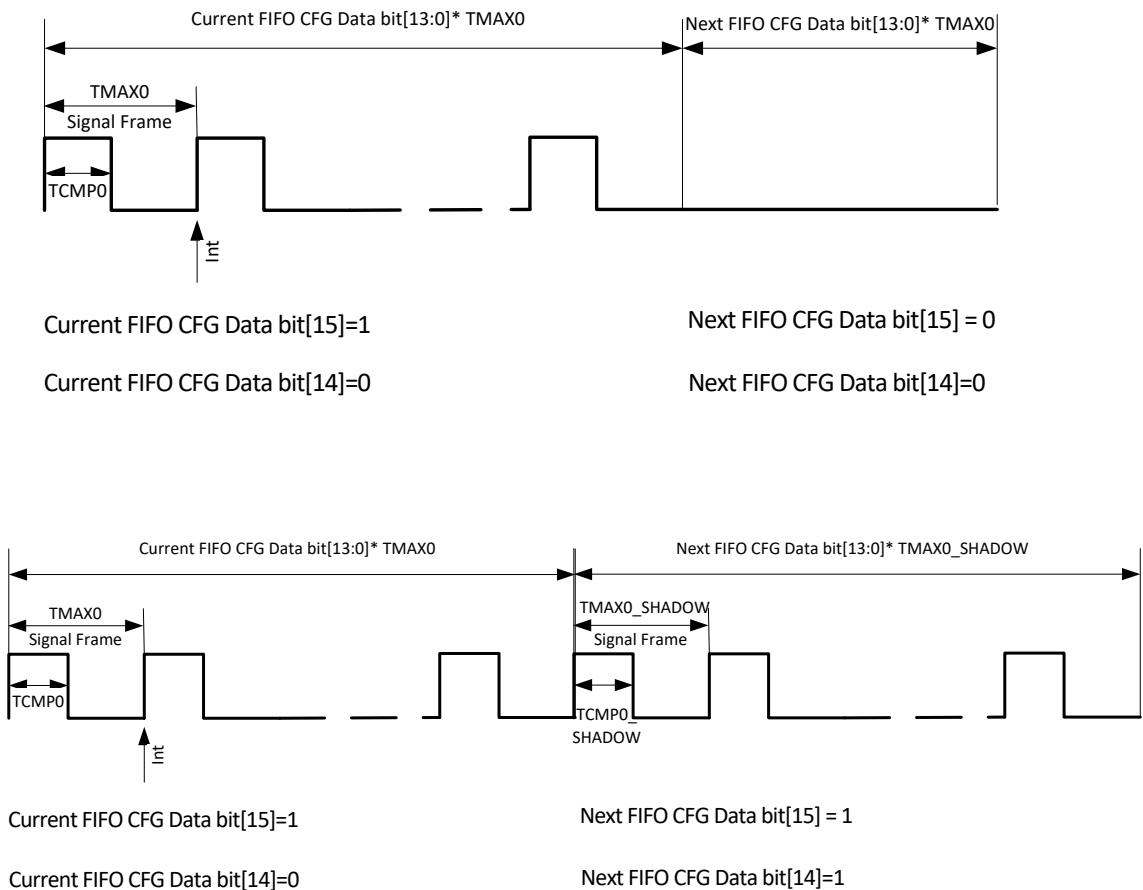 Current FIFO CFG Data bit[13:0]* TMAX0
Next FIFO CFG Data bit[13:0]* TMAX0
TMAX0
Signal Frame
TCMP0
Int
Current FIFO CFG Data bit[15]=1
Next FIFO CFG Data bit[15] = 0
Current FIFO CFG Data bit[14]=0
Next FIFO CFG Data bit[14]=0
Current FIFO CFG Data bit[13:0]* TMAX0
Next FIFO CFG Data bit[13:0]* TMAX0_SHADOW
TMAX0
Signal Frame
TMAX0_SHADOW
Signal Frame
TCMP0
TCMP0_
SHADOW
Int
Current FIFO CFG Data bit[15]=1
Next FIFO CFG Data bit[15] = 1
Current FIFO CFG Data bit[14]=0
Next FIFO CFG Data bit[14]=1